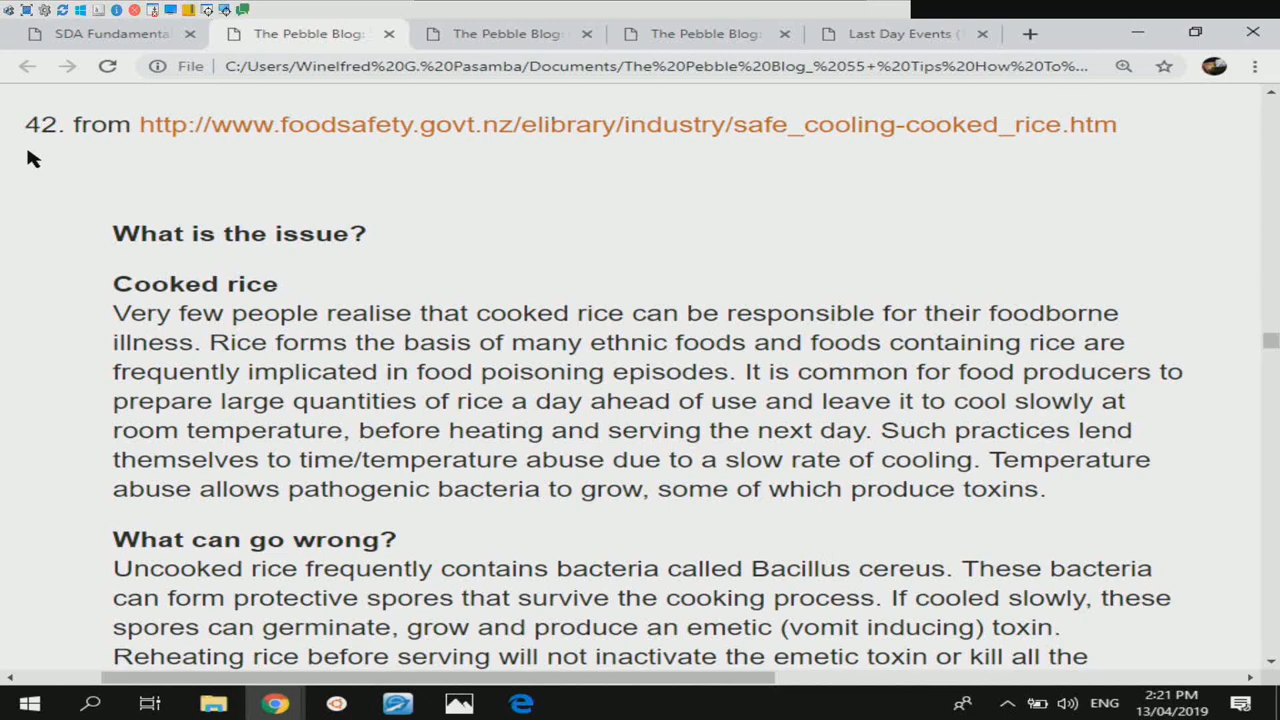 SDA Fundamenta
The Pebble Blog:
The Pebble Blog:
The Pebble Blog:
Last Day Events (
File
C:/Users/Winelfred%20G.%20Pasamba/Documents/The%20Pebble%20Blog_%2055+%20Tips%20How%20To%...
42. from http://www.foodsafety.govt.nz/elibrary/industry/safe_cooling-cooked_rice.htm
What is the issue?
Cooked rice
Very few people realise that cooked rice can be responsible for their foodborne
illness. Rice forms the basis of many ethnic foods and foods containing rice are
frequently implicated in food poisoning episodes. It is common for food producers to
prepare large quantities of rice a day ahead of use and leave it to cool slowly at
room temperature, before heating and serving the next day. Such practices lend
themselves to time/temperature abuse due to a slow rate of cooling. Temperature
abuse allows pathogenic bacteria to grow, some of which produce toxins.
What can go wrong?
Uncooked rice frequently contains bacteria called Bacillus cereus. These bacteria
can form protective spores that survive the cooking process. If cooled slowly, these
spores can germinate, grow and produce an emetic (vomit inducing) toxin.
Reheating rice before serving will not inactivate the emetic toxin or kill all the
ENG
2:21 PM
13/04/2019